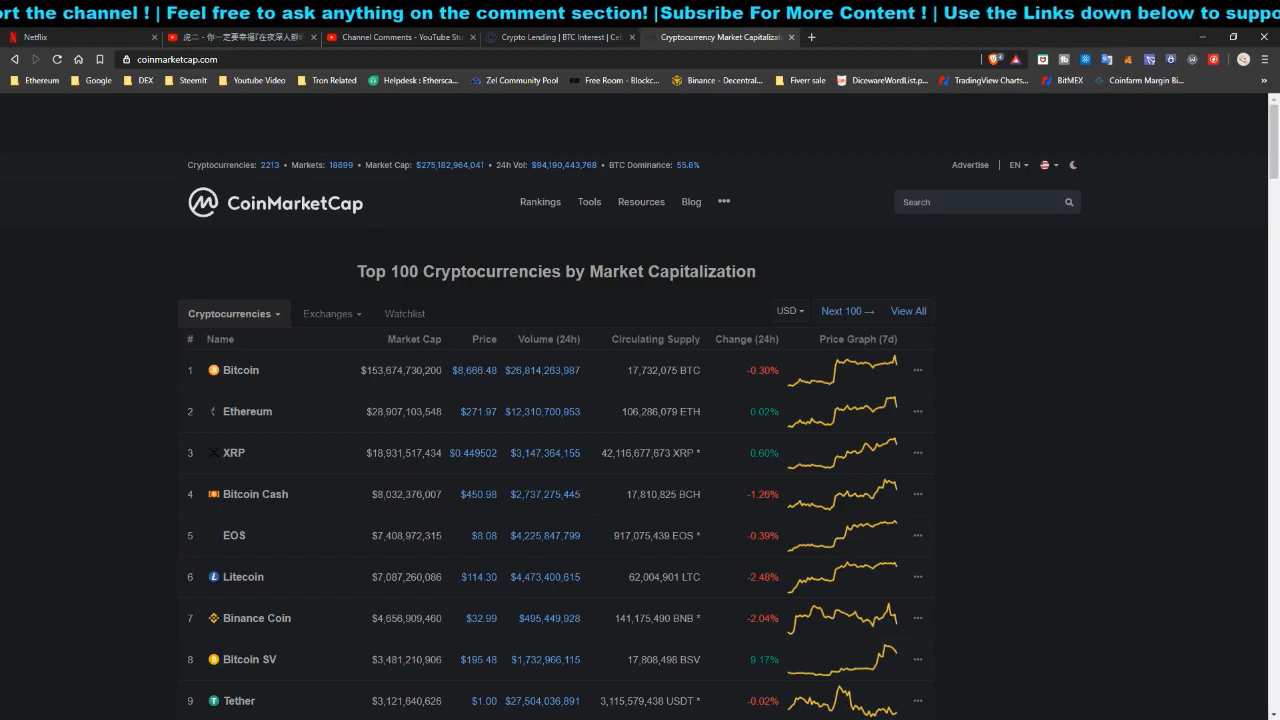 ort the channel ! | Feel free to ask anything on the comment section! |Subsribe For More Content ! | Use the Links down below to suppo
Netflix
虎二 - 你一定要幸福『在夜深人靜
Channel Comments - YouTube Stu
Crypto Lending | BTC Interest | Cel
Cryptocurrency Market Capitalizati
coinmarketcap.com
Ethereum
Google
DEX
SteemIt
Youtube Video
Tron Related
Helpdesk : Ethersca...
Zel Community Pool
Free Room - Blockc...
Binance - Decentral...
Fiverr sale
DicewareWordList.p...
TradingView Charts...
BitMEX
Coinfarm Margin Bi...
Cryptocurrencies: 2213 • Markets: 18899 • Market Cap: $275,182,964,041 • 24h Vol: $94,190,443,768 • BTC Dominance: 55.8%
Advertise
EN
CoinMarketCap
Rankings
Tools
Resources
Blog
Search
Top 100 Cryptocurrencies by Market Capitalization
Cryptocurrencies
Exchanges
Watchlist
USD
Next 100 →
View All
# Name Market Cap Price Volume (24h) Circulating Supply Change (24h) Price Graph (7d)
1 Bitcoin $153,674,730,200 $8,666.48 $26,814,263,987 17,732,075 BTC -0.30%
2 Ethereum $28,907,103,548 $271.97 $12,310,700,953 106,286,079 ETH 0.02%
3 XRP $18,931,517,434 $0.449502 $3,147,364,155 42,116,677,673 XRP * 0.60%
4 Bitcoin Cash $8,032,376,007 $450.98 $2,737,275,445 17,810,825 BCH -1.26%
5 EOS $7,408,972,315 $8.08 $4,225,847,799 917,075,439 EOS * -0.39%
6 Litecoin $7,087,260,086 $114.30 $4,473,400,615 62,004,901 LTC -2.48%
7 Binance Coin $4,656,909,460 $32.99 $495,449,928 141,175,490 BNB * -2.04%
8 Bitcoin SV $3,481,210,906 $195.48 $1,732,966,115 17,808,498 BSV 9.17%
9 Tether $3,121,640,626 $1.00 $27,504,036,891 3,115,579,438 USDT * -0.02%